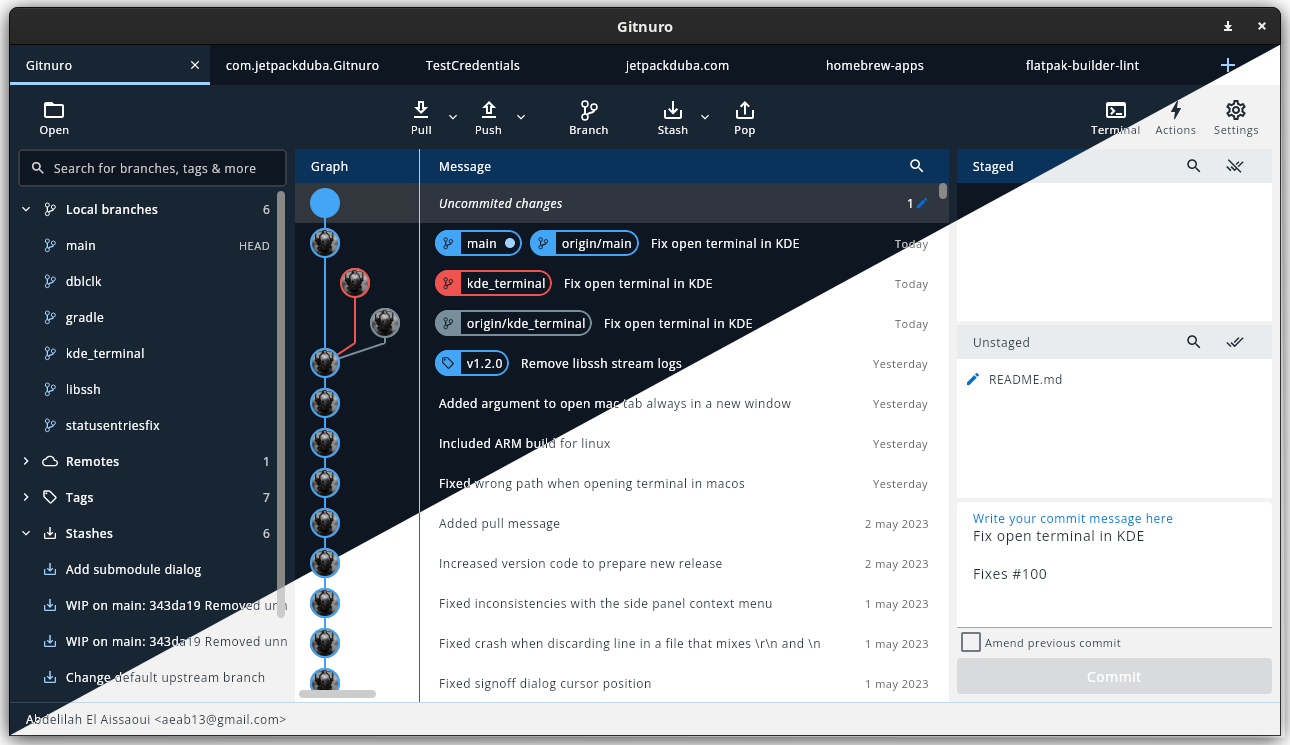 Gitnuro
Gitnuro com.jetpackduba.Gitnuro TestCredentials jetpackduba.com homebrew-apps flatpak-builder-lint
Open Pull Push Branch Stash Pop Terminal Actions Settings
Search for branches, tags & more
Local branches 6
main HEAD
dblclk
gradle
kde_terminal
libssh
statusentriesfix
Remotes 1
Tags 7
Stashes 6
Add submodule dialog
WIP on main: 343da19 Removed unn
WIP on main: 343da19 Removed unn
Change default upstream branch
Graph Message
Uncommited changes 1
main origin/main Fix open terminal in KDE Today
kde_terminal Fix open terminal in KDE Today
origin/kde_terminal Fix open terminal in KDE Today
v1.2.0 Remove libssh stream logs Yesterday
Added argument to open mac tab always in a new window Yesterday
Included ARM build for linux Yesterday
Fixed wrong path when opening terminal in macos Yesterday
Added pull message 2 may 2023
Increased version code to prepare new release 2 may 2023
Fixed inconsistencies with the side panel context menu 1 may 2023
Fixed crash when discarding line in a file that mixes \r\n and \n 1 may 2023
Fixed signoff dialog cursor position 1 may 2023
Staged
Unstaged
README.md
Write your commit message here
Fix open terminal in KDE
Fixes #100
Amend previous commit
Commit
Abdelilah El Aissaoui <aeab13@gmail.com>